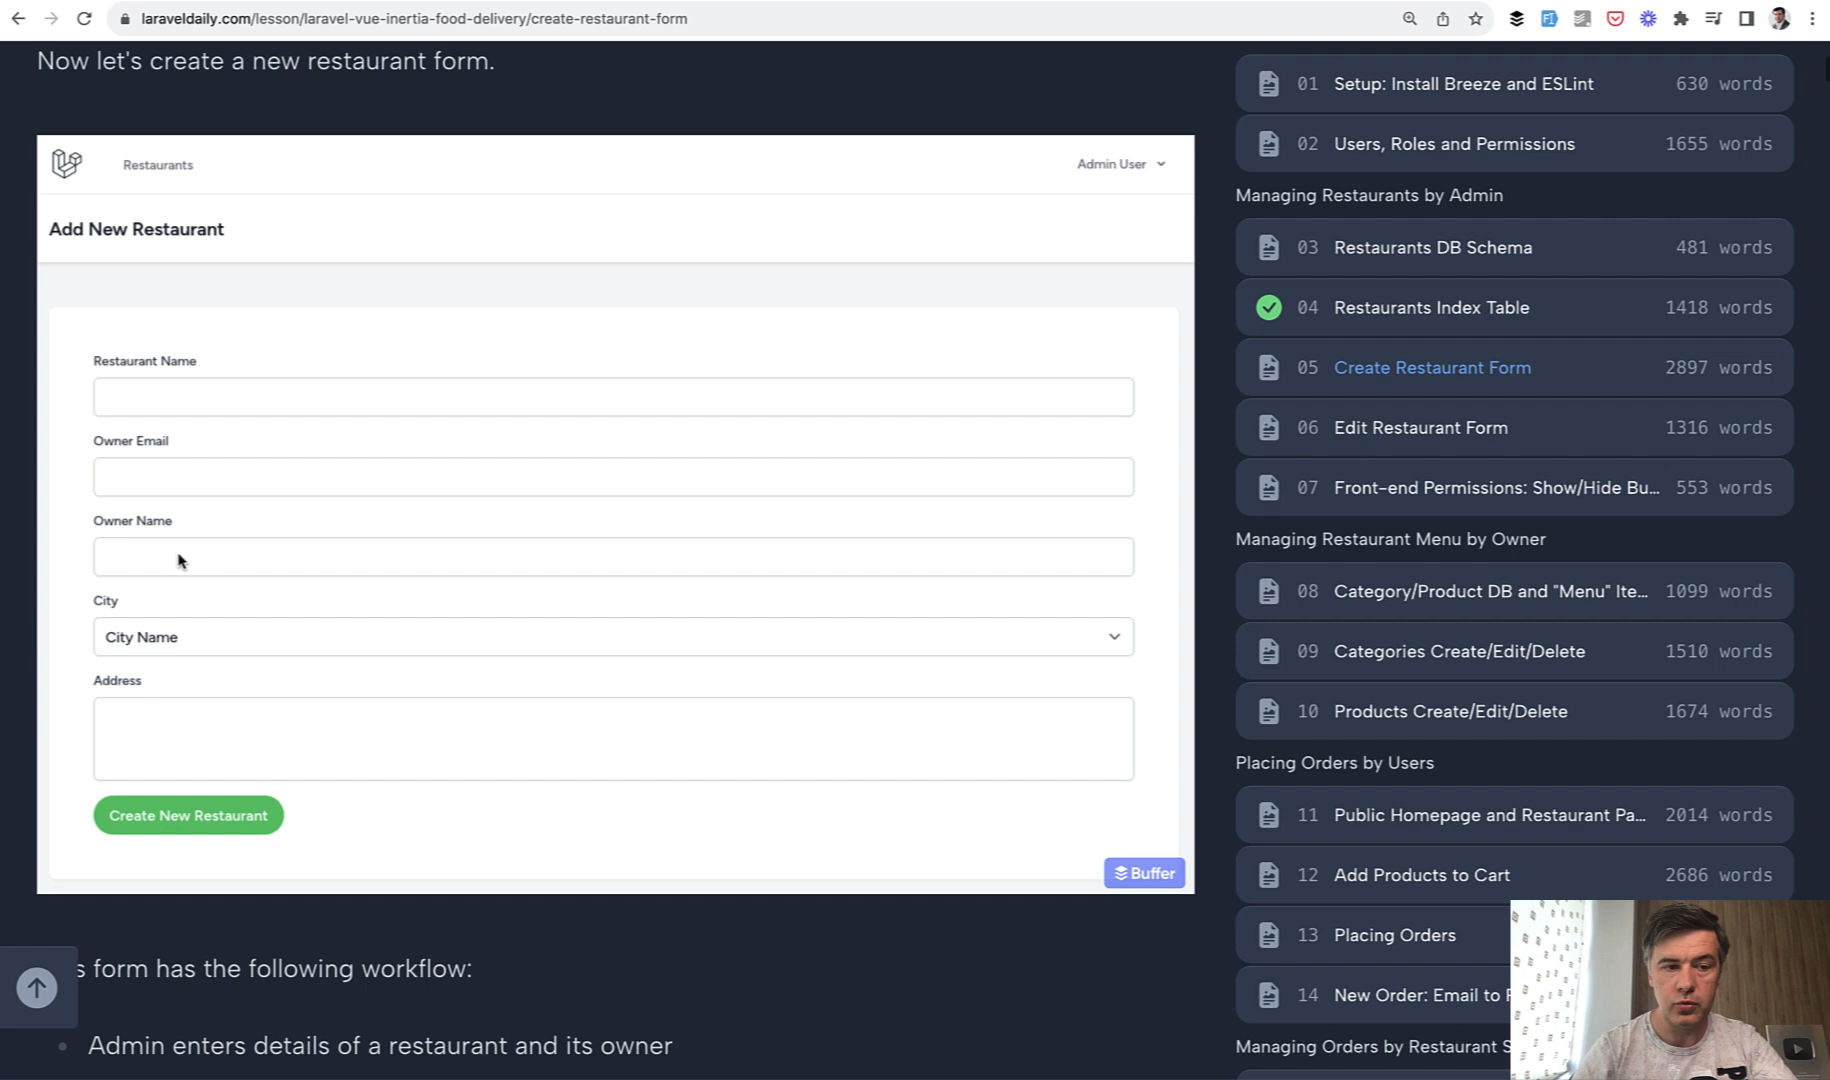 laraveldaily.com/lesson/laravel-vue-inertia-food-delivery/create-restaurant-form
Now let's create a new restaurant form.
Restaurants
Admin User
Add New Restaurant
Restaurant Name
Owner Email
Owner Name
City
City Name
Address
Create New Restaurant
Buffer
s form has the following workflow:
Admin enters details of a restaurant and its owner
01 Setup: Install Breeze and ESLint 630 words
02 Users, Roles and Permissions 1655 words
Managing Restaurants by Admin
03 Restaurants DB Schema 481 words
04 Restaurants Index Table 1418 words
05 Create Restaurant Form 2897 words
06 Edit Restaurant Form 1316 words
07 Front-end Permissions: Show/Hide Bu... 553 words
Managing Restaurant Menu by Owner
08 Category/Product DB and "Menu" Ite... 1099 words
09 Categories Create/Edit/Delete 1510 words
10 Products Create/Edit/Delete 1674 words
Placing Orders by Users
11 Public Homepage and Restaurant Pa... 2014 words
12 Add Products to Cart 2686 words
13 Placing Orders
14 New Order: Email to
Managing Orders by Restaurant S